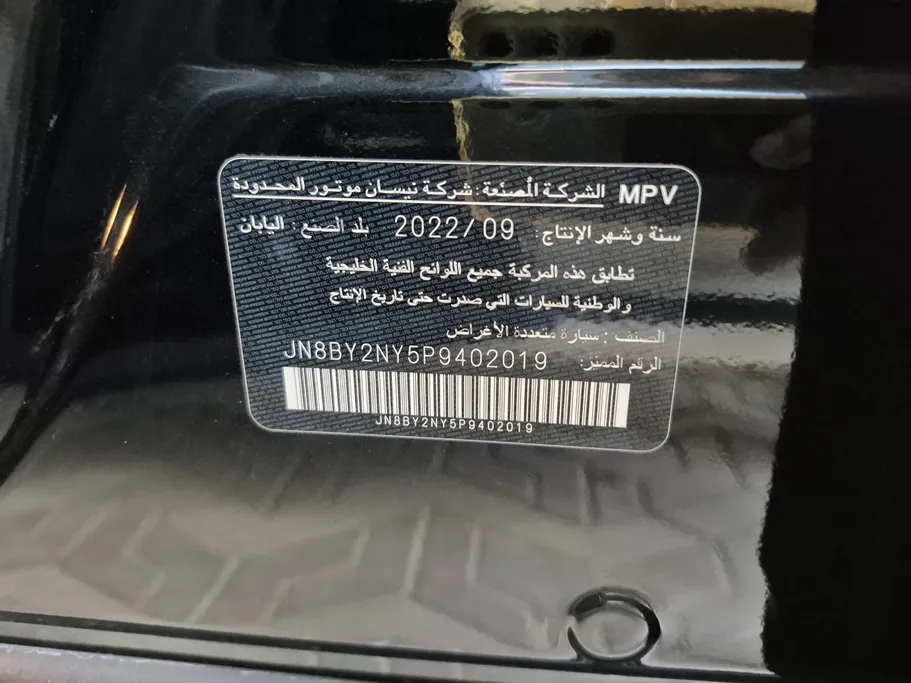 MPV الشركة المصنعة: شركة نيسان موتور المحدودة
سنة وشهر الإنتاج: 2022/09 بلد الصنع: اليابان
تطابق هذه المركبة جميع اللوائح الفنية الخليجية
والوطنية للسيارات التي صدرت حتى تاريخ الإنتاج
الصنف: سيارة متعددة الأغراض
الرقم المميز: JN8BY2NY5P9402019
JN8BY2NY5P9402019